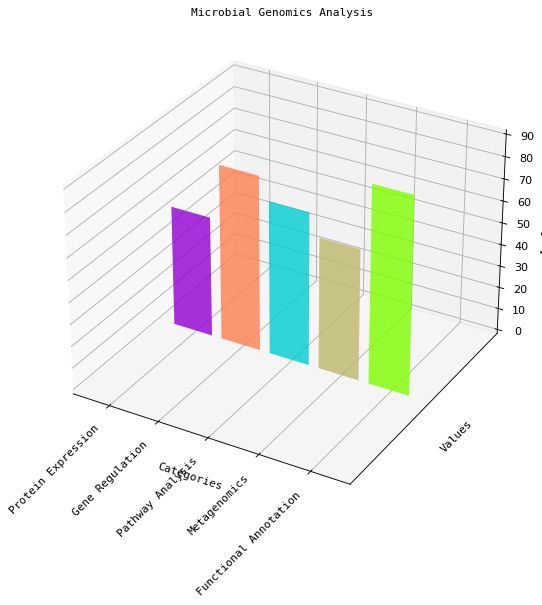 Microbial Genomics Analysis
90
80
70
60
50
40
30
20
10
0
Values
Categories
Protein Expression
Gene Regulation
Pathway Analysis
Metagenomics
Functional Annotation